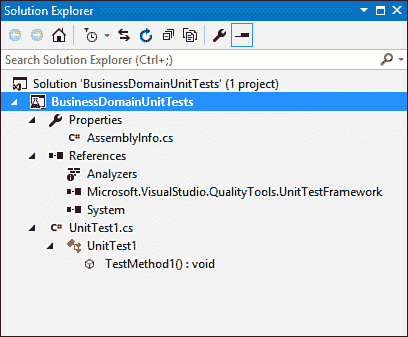 Solution Explorer
Search Solution Explorer (Ctrl+;)
Solution 'BusinessDomainUnitTests' (1 project)
BusinessDomainUnitTests
Properties
C# AssemblyInfo.cs
References
Analyzers
Microsoft.VisualStudio.QualityTools.UnitTestFramework
System
C# UnitTest1.cs
UnitTest1
TestMethod1() : void